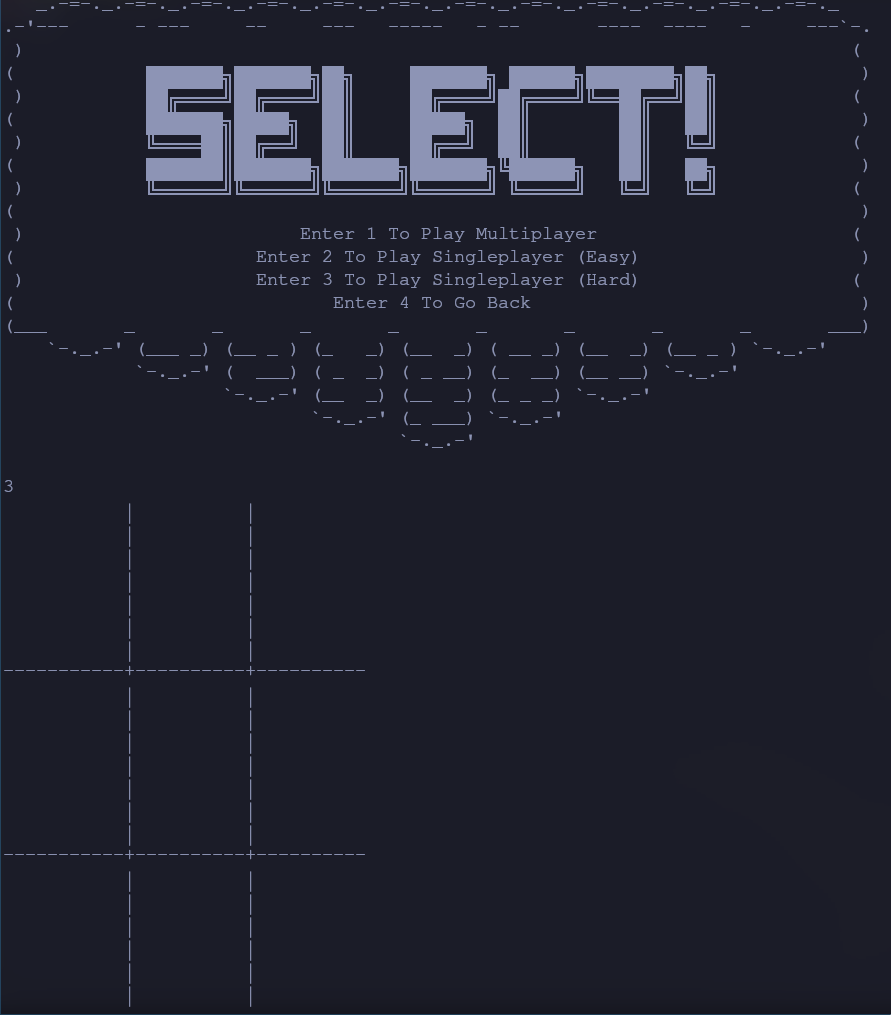 SELECT!
Enter 1 To Play Multiplayer
Enter 2 To Play Singleplayer (Easy)
Enter 3 To Play Singleplayer (Hard)
Enter 4 To Go Back
3